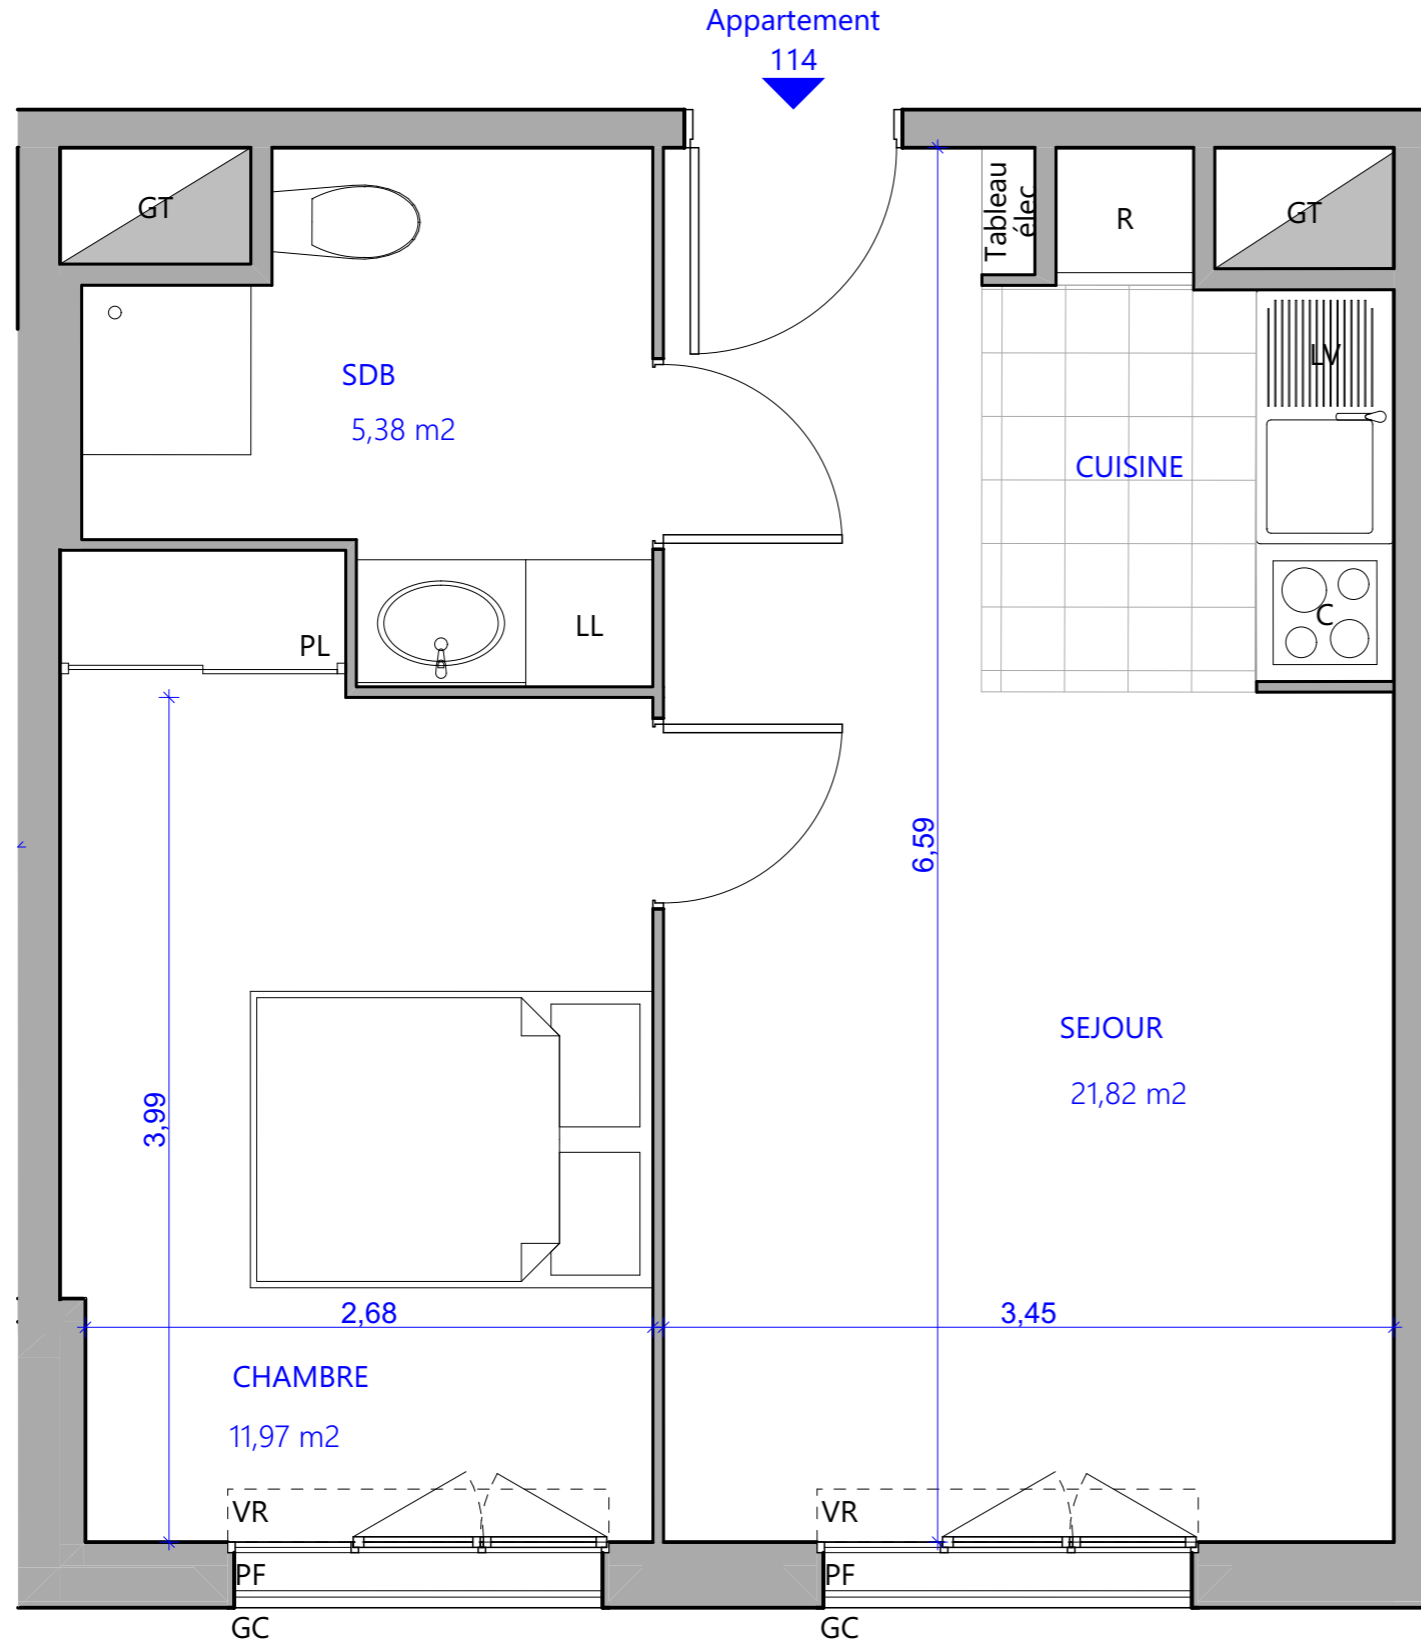 Appartement
114
GT
Tableau
élec
R
GT
LV
SDB
5,38 m2
CUISINE
C
LL
PL
6,59
SEJOUR
21,82 m2
3,99
2,68
3,45
CHAMBRE
11,97 m2
VR
VR
PF
PF
GC
GC